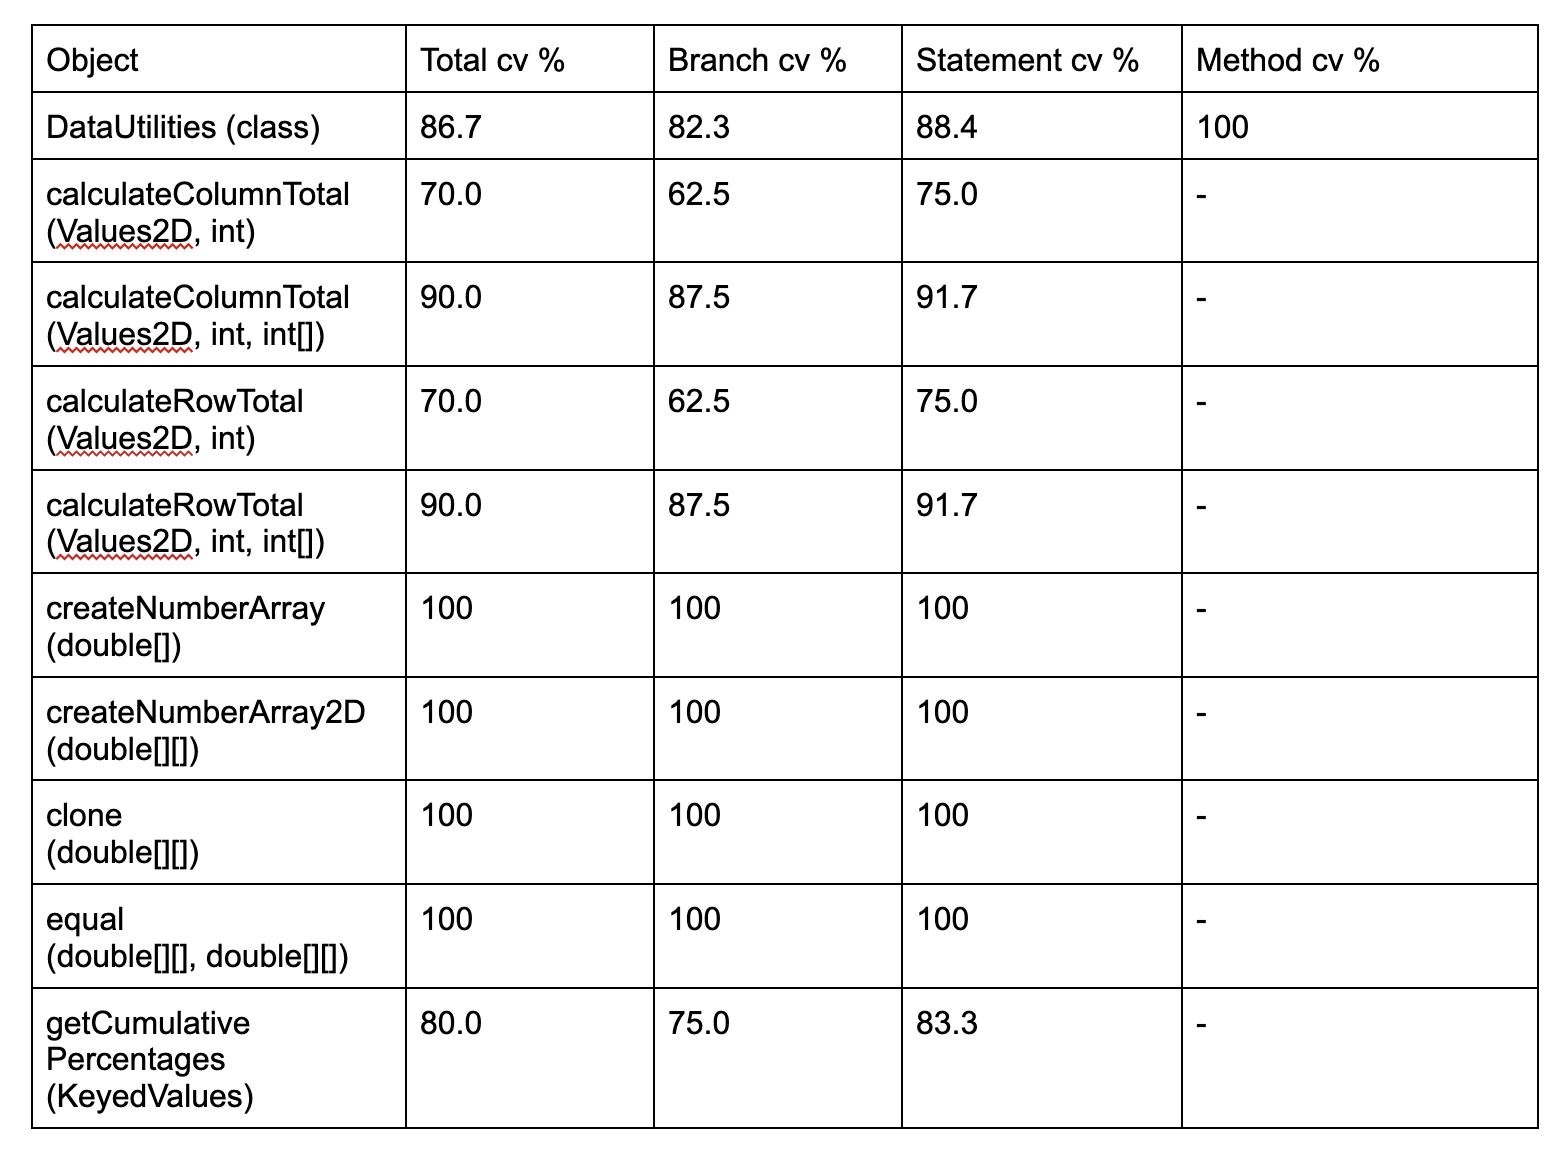 Object Total cv % Branch cv % Statement cv % Method cv %
DataUtilities (class) 86.7 82.3 88.4 100
calculateColumnTotal 70.0 62.5 75.0 -
(Values2D, int)
calculateColumnTotal 90.0 87.5 91.7 -
(Values2D, int, int[])
calculateRowTotal 70.0 62.5 75.0 -
(Values2D, int)
calculateRowTotal 90.0 87.5 91.7 -
(Values2D, int, int[])
createNumberArray 100 100 100 -
(double[])
createNumberArray2D 100 100 100 -
(double[][])
clone 100 100 100 -
(double[][])
equal 100 100 100 -
(double[][], double[][])
getCumulative 80.0 75.0 83.3 -
Percentages
(KeyedValues)